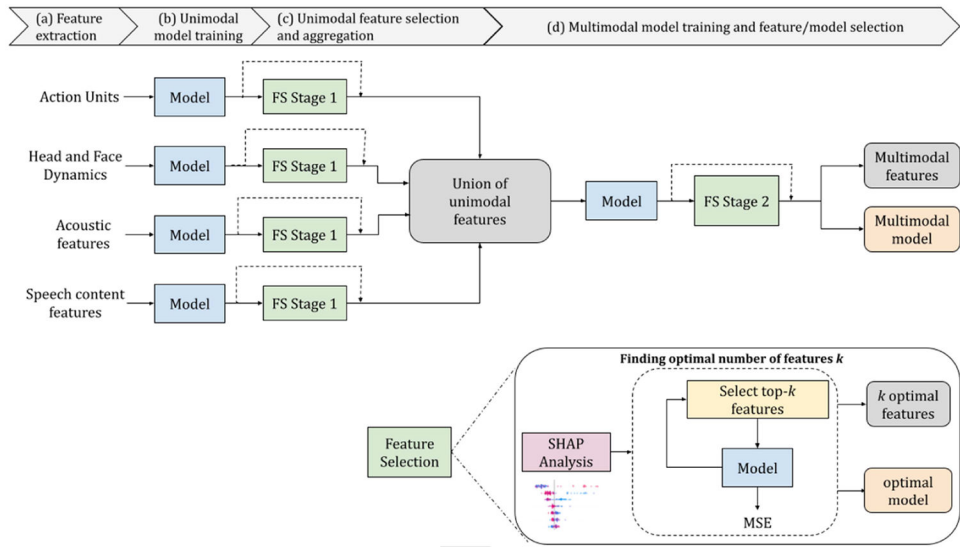 (a) Feature
extraction
(b) Unimodal
model training
(c) Unimodal feature selection
and aggregation
(d) Multimodal model training and feature/model selection
Action Units
Model
FS Stage 1
Head and Face
Dynamics
Model
FS Stage 1
Acoustic
features
Model
FS Stage 1
Speech content
features
Model
FS Stage 1
Union of
unimodal
features
Model
FS Stage 2
Multimodal
features
Multimodal
model
Feature
Selection
Finding optimal number of features k
SHAP
Analysis
Select top-k
features
Model
MSE
k optimal
features
optimal
model